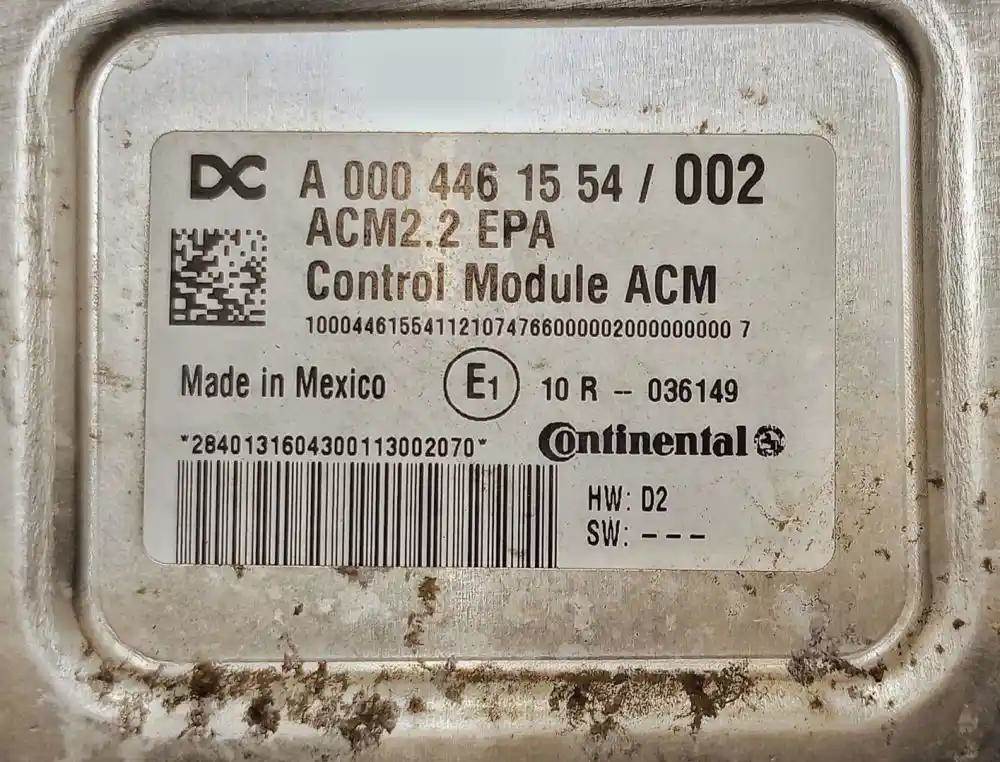 DC A 000 446 15 54 / 002
ACM2.2 EPA
Control Module ACM
10004461554112107476600000200000000007
Made in Mexico E1 10 R -- 036149
*2840131604300113002070* Continental
HW: D2
SW: ---